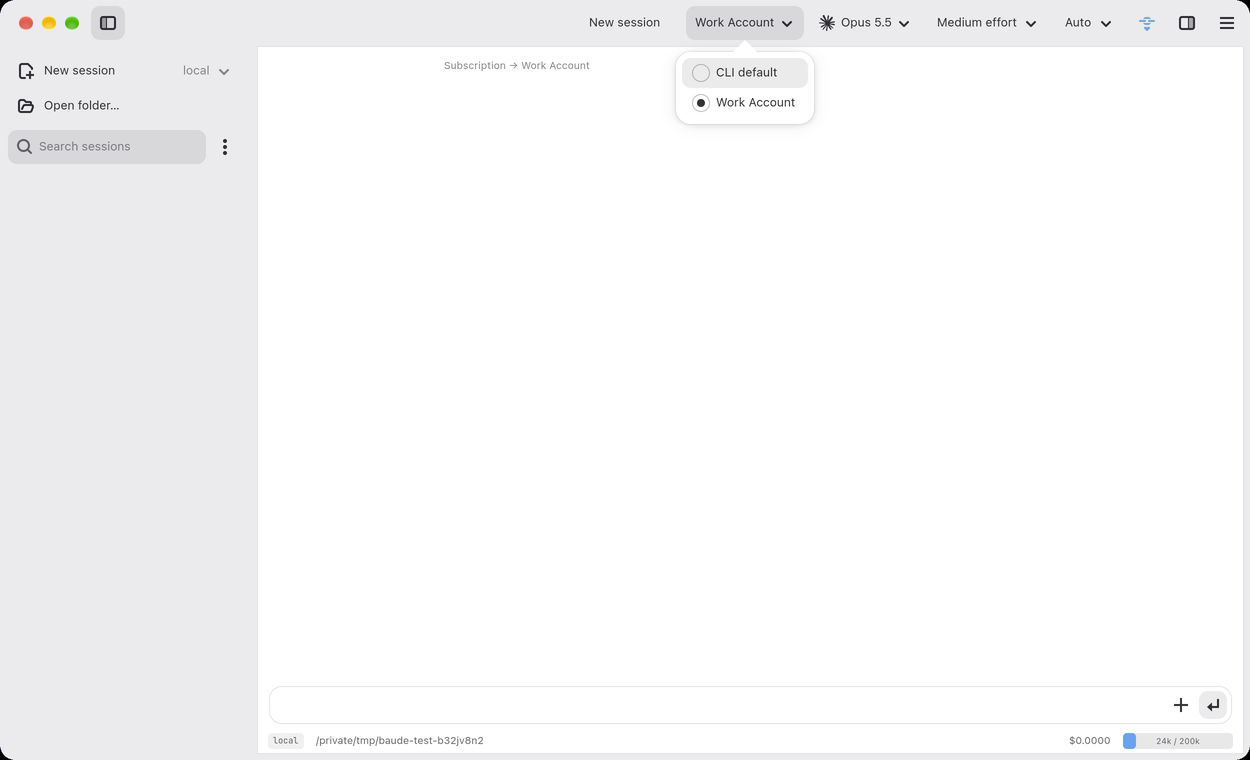 New session
Work Account
Opus 5.5
Medium effort
Auto
New session
local
Open folder...
Search sessions
Subscription → Work Account
CLI default
Work Account
local
/private/tmp/baude-test-b32jv8n2
$0.0000
24k / 200k